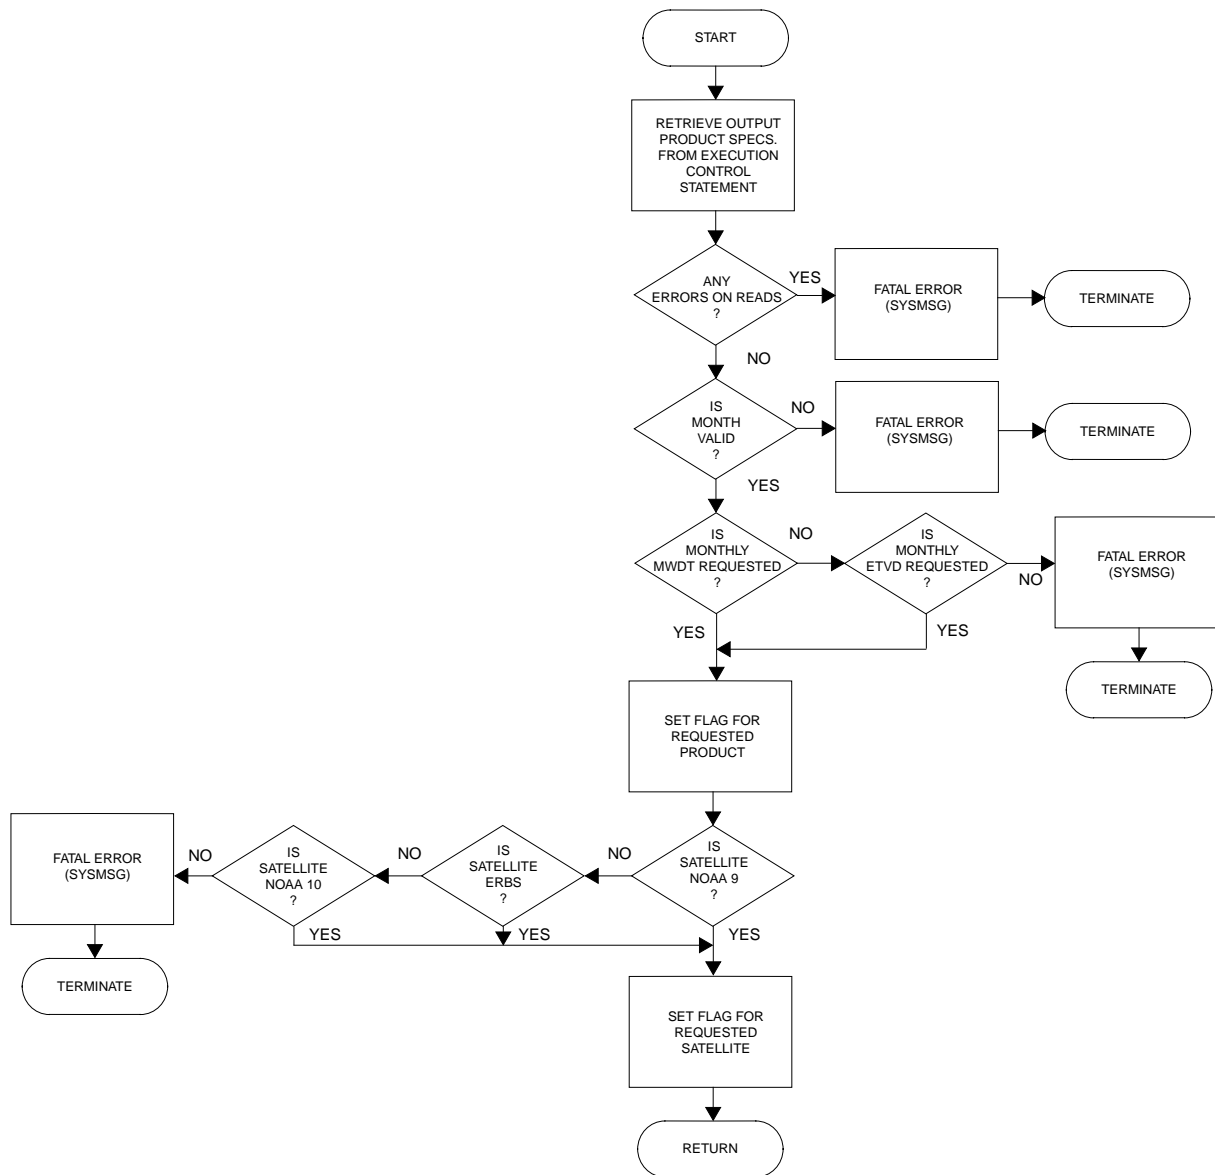 START
RETRIEVE OUTPUT
PRODUCT SPECS.
FROM EXECUTION
CONTROL
STATEMENT
ANY
ERRORS ON READS
?
YES
FATAL ERROR
(SYSMSG)
TERMINATE
NO
IS
MONTH
VALID
?
NO
FATAL ERROR
(SYSMSG)
TERMINATE
YES
IS
MONTHLY
MWDT REQUESTED
?
NO
IS
MONTHLY
ETVD REQUESTED
?
NO
FATAL ERROR
(SYSMSG)
TERMINATE
YES
YES
SET FLAG FOR
REQUESTED
PRODUCT
IS
SATELLITE
NOAA 9
?
NO
IS
SATELLITE
ERBS
?
NO
IS
SATELLITE
NOAA 10
?
NO
FATAL ERROR
(SYSMSG)
TERMINATE
YES
YES
YES
SET FLAG FOR
REQUESTED
SATELLITE
RETURN